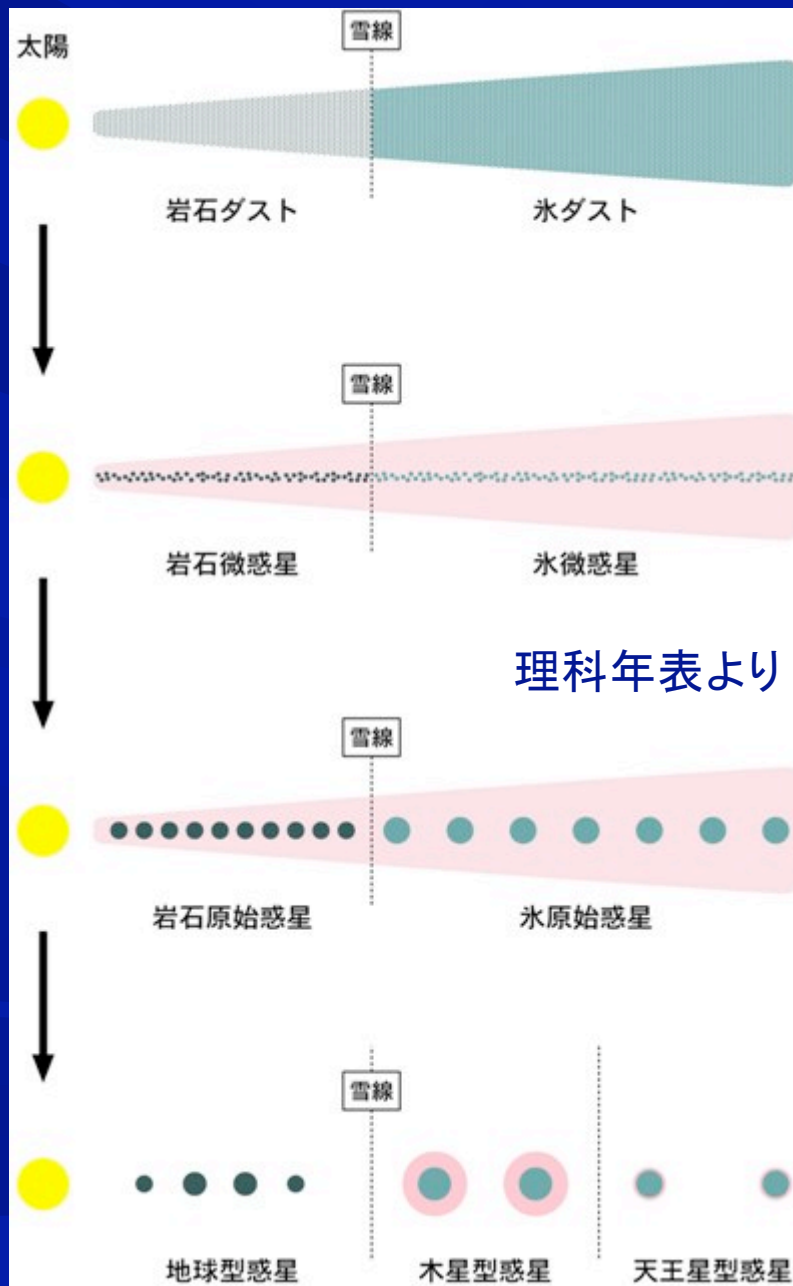 太陽
雪線
岩石ダスト
氷ダスト
雪線
岩石微惑星
氷微惑星
理科年表より
雪線
岩石原始惑星
氷原始惑星
雪線
地球型惑星
木星型惑星
天王星型惑星